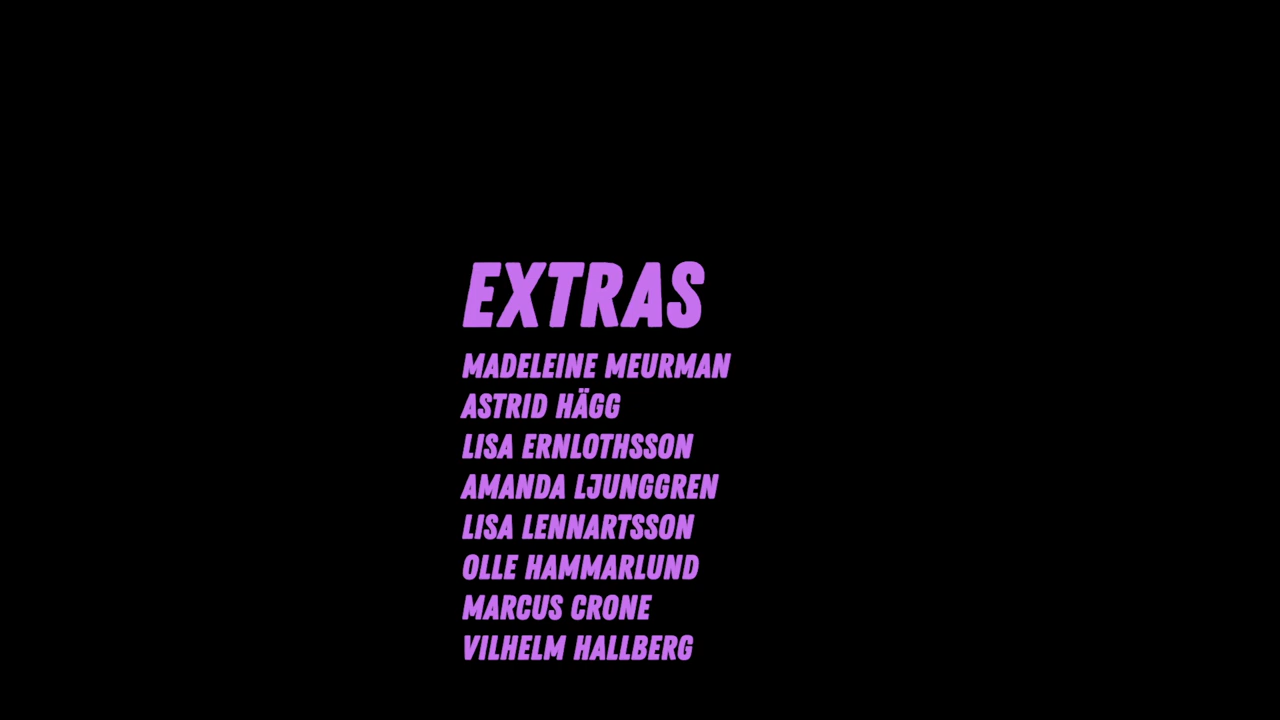 EXTRAS
MADELEINE MEURMAN
ASTRID HÄGG
LISA ERNLOTHSSON
AMANDA LJUNGGREN
LISA LENNARTSSON
OLLE HAMMARLUND
MARCUS CRONE
VILHELM HALLBERG